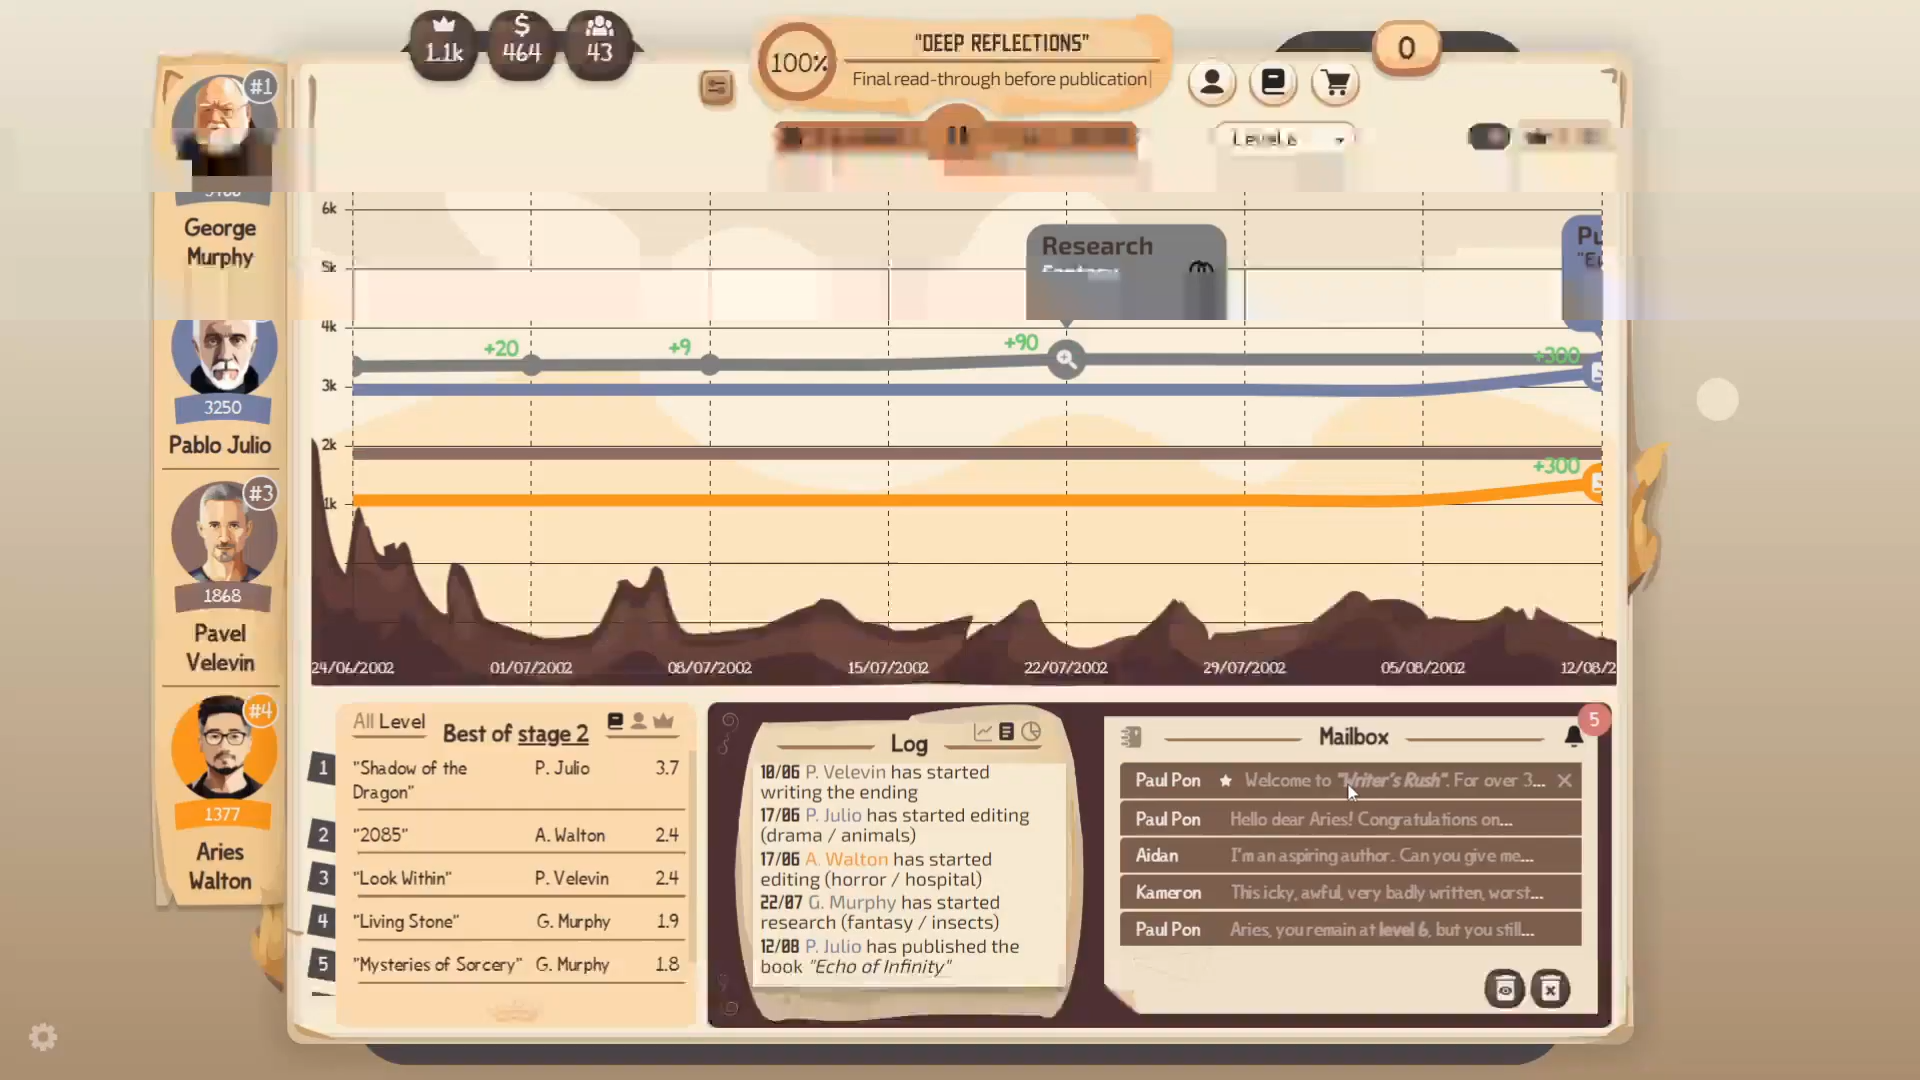 1.1k
464
43
100%
"DEEP REFLECTIONS"
Final read-through before publication
0
#1
George
Murphy
3250
Pablo Julio
#3
1868
Pavel
Velevin
#4
1377
Aries
Walton
6k
5k
4k
3k
2k
1k
Research
+20
+9
+90
+300
+300
24/06/2002
01/07/2002
08/07/2002
15/07/2002
22/07/2002
29/07/2002
05/08/2002
12/08/2
All Level
Best of stage 2
1 "Shadow of the Dragon" P. Julio 3.7
2 "2085" A. Walton 2.4
3 "Look Within" P. Velevin 2.4
4 "Living Stone" G. Murphy 1.9
5 "Mysteries of Sorcery" G. Murphy 1.8
Log
10/06 P. Velevin has started
writing the ending
17/06 P. Julio has started editing
(drama / animals)
17/06 A. Walton has started
editing (horror / hospital)
22/07 G. Murphy has started
research (fantasy / insects)
12/08 P. Julio has published the
book "Echo of Infinity"
Mailbox
5
Paul Pon Welcome to "Writer's Rush". For over 3...
Paul Pon Hello dear Aries! Congratulations on...
Aidan I'm an aspiring author. Can you give me...
Kameron This icky, awful, very badly written, worst...
Paul Pon Aries, you remain at level 6, but you still...